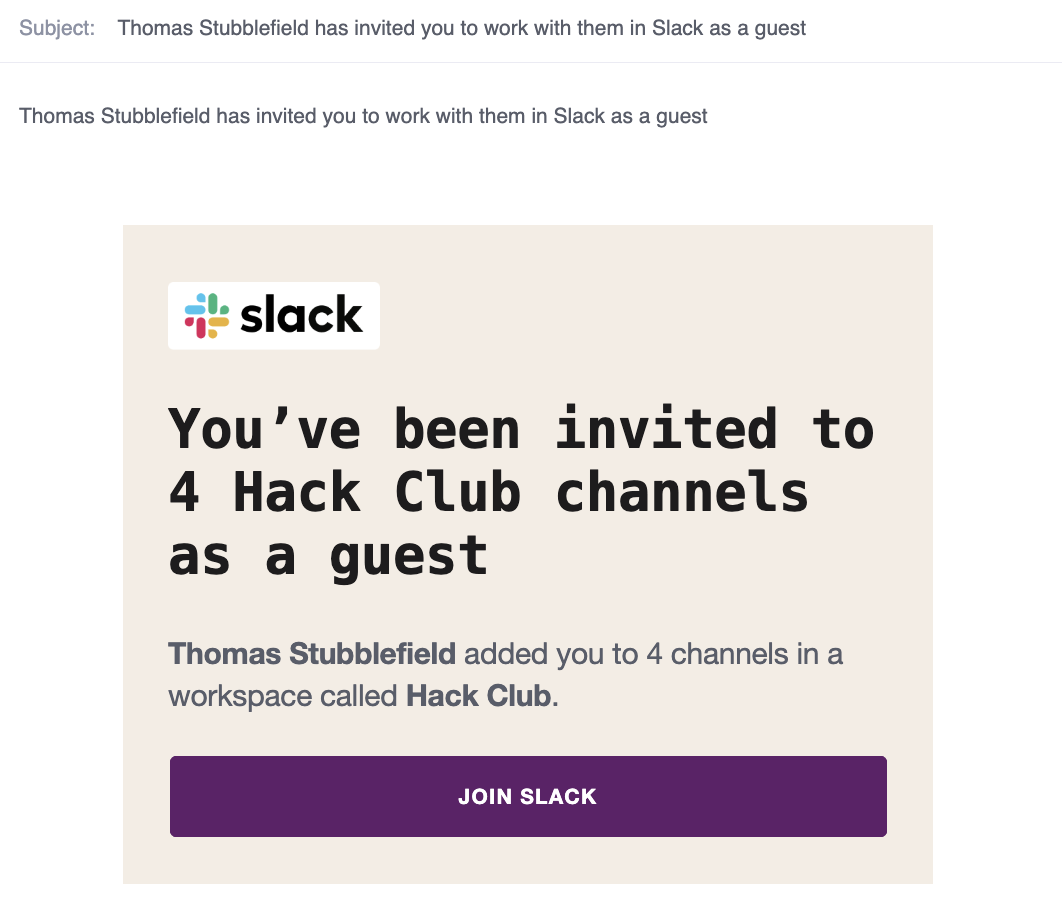 Subject: Thomas Stubblefield has invited you to work with them in Slack as a guest
Thomas Stubblefield has invited you to work with them in Slack as a guest
slack
You’ve been invited to
4 Hack Club channels
as a guest
Thomas Stubblefield added you to 4 channels in a
workspace called Hack Club.
JOIN SLACK